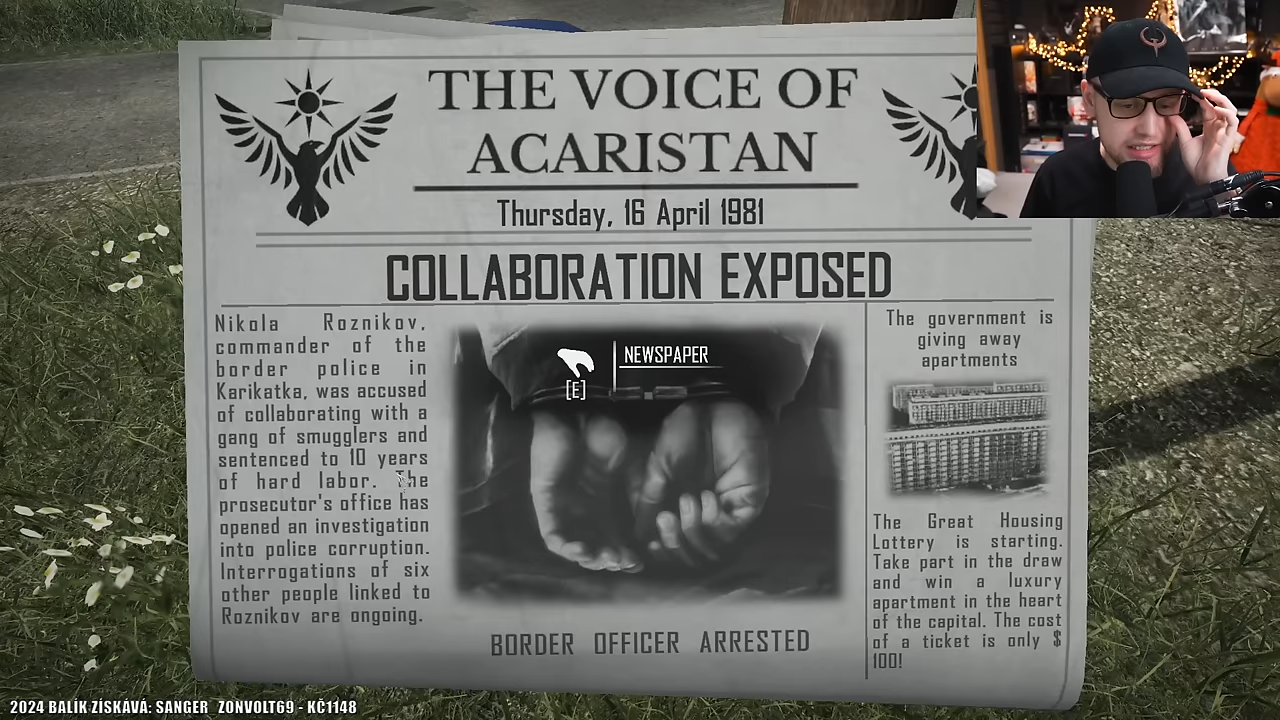 THE VOICE OF
ACARISTAN
Thursday, 16 April 1981
COLLABORATION EXPOSED
Nikola Roznikov,
commander of the
border police in
Karikatka, was accused
of collaborating with a
gang of smugglers and
sentenced to 10 years
of hard labor. The
prosecutor's office has
opened an investigation
into police corruption.
Interrogations of six
other people linked to
Roznikov are ongoing.
NEWSPAPER
[E]
BORDER OFFICER ARRESTED
The government is
giving away
apartments
The Great Housing
Lottery is starting.
Take part in the draw
and win a luxury
apartment in the heart
of the capital. The cost
of a ticket is only $
100!
2024 BALÍK ZÍSKÁVÁ: SANGER_ZONVOLT69 - KČ1148